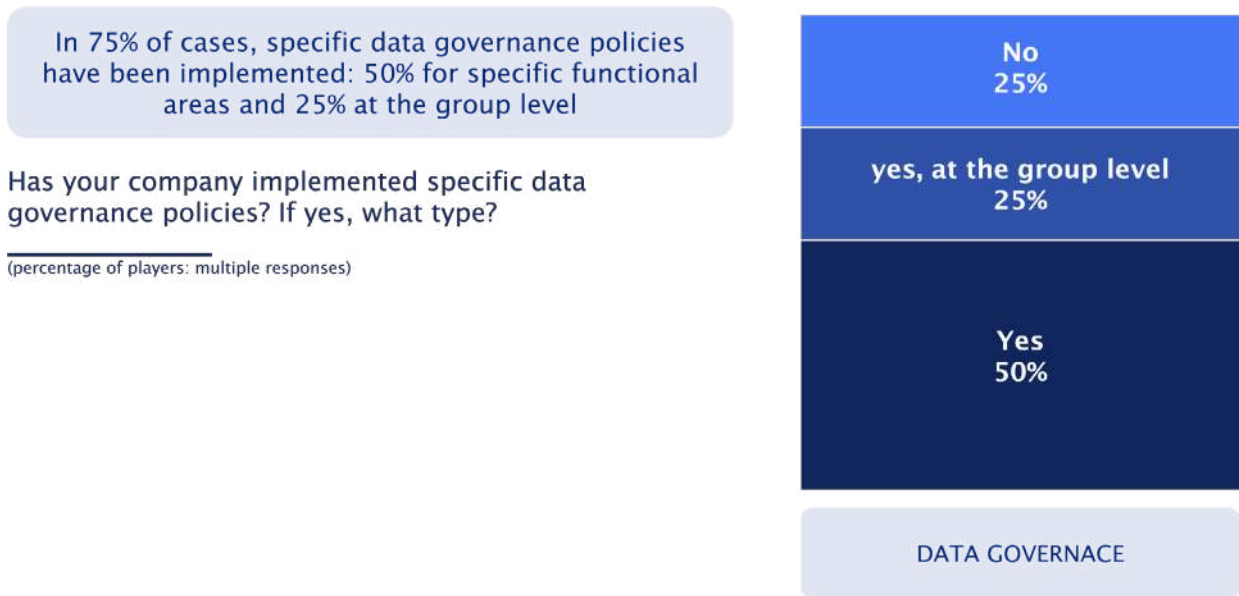 In 75% of cases, specific data governance policies
have been implemented: 50% for specific functional
areas and 25% at the group level
Has your company implemented specific data
governance policies? If yes, what type?
(percentage of players: multiple responses)
No
25%
yes, at the group level
25%
Yes
50%
DATA GOVERNACE